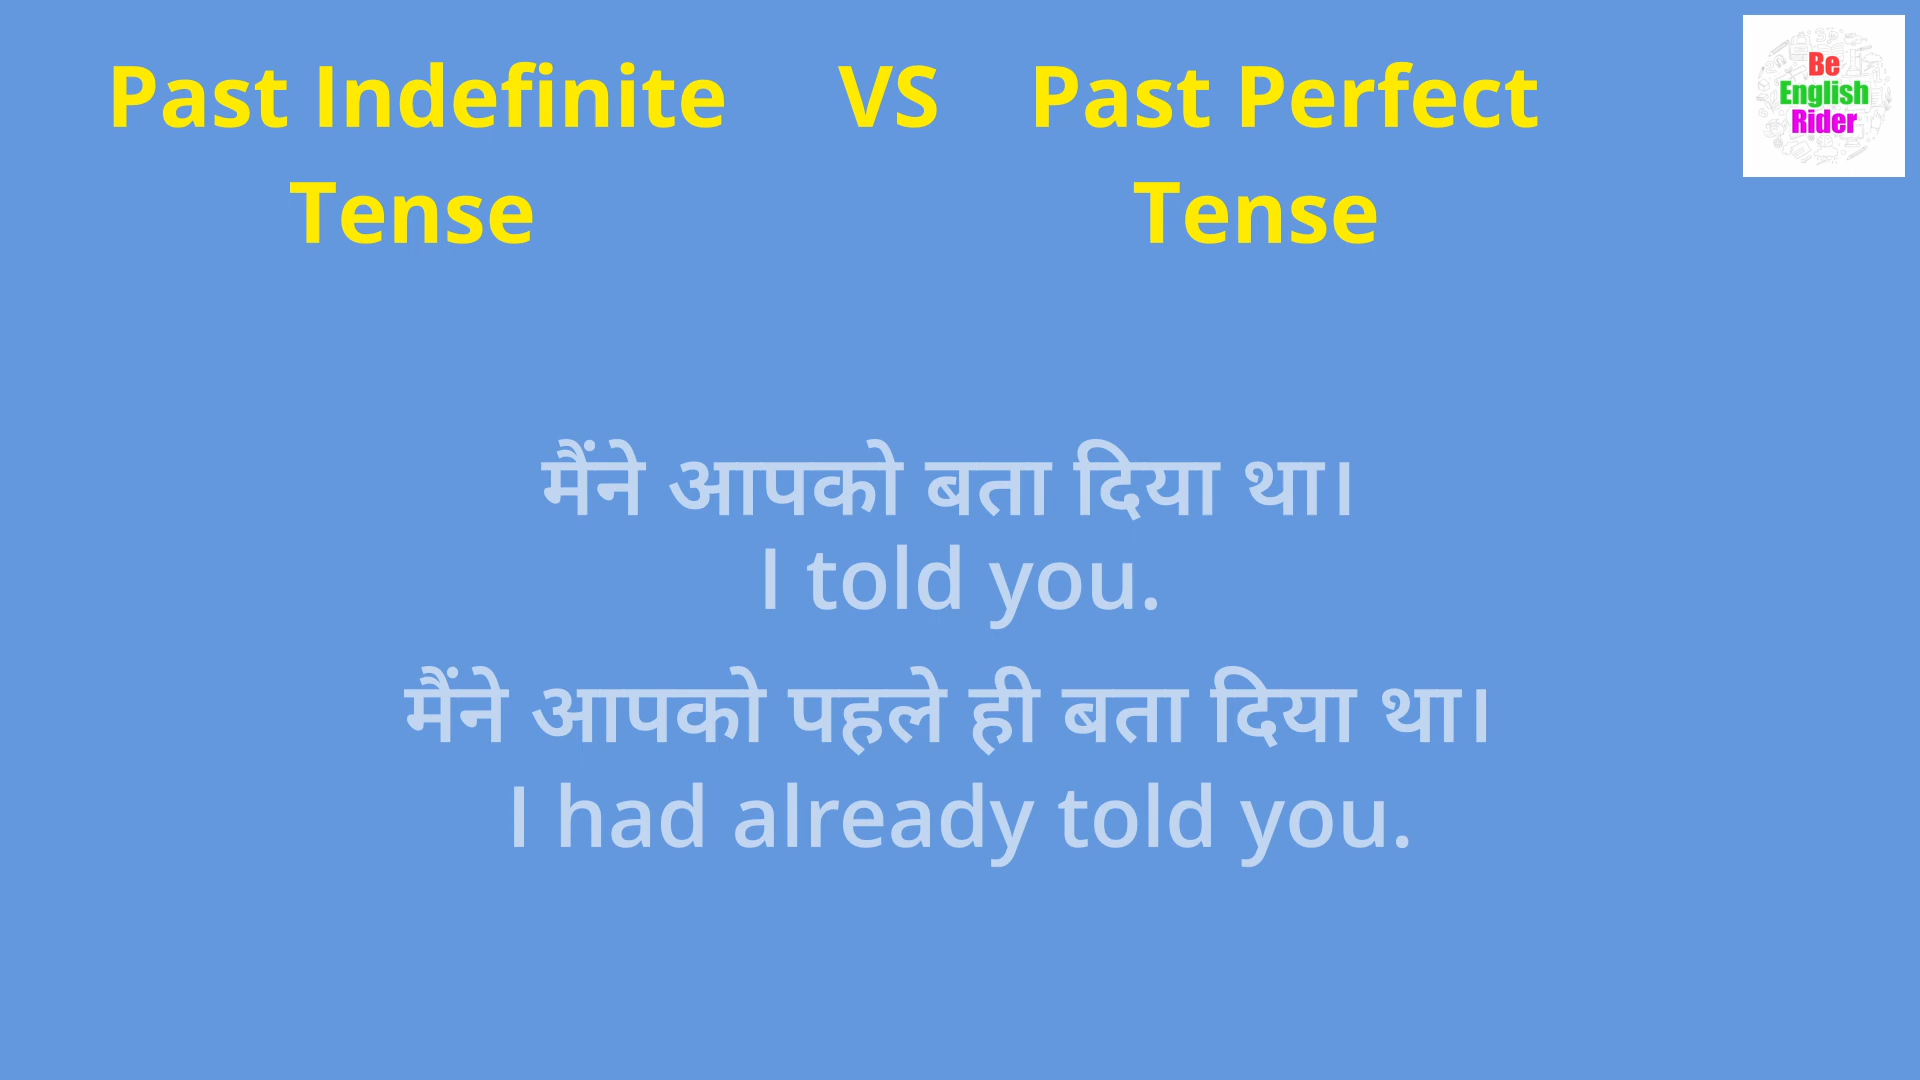 Past Indefinite VS Past Perfect
Tense Tense
Be
English
Rider
मैंने आपको बता दिया था।
I told you.
मैंने आपको पहले ही बता दिया था।
I had already told you.